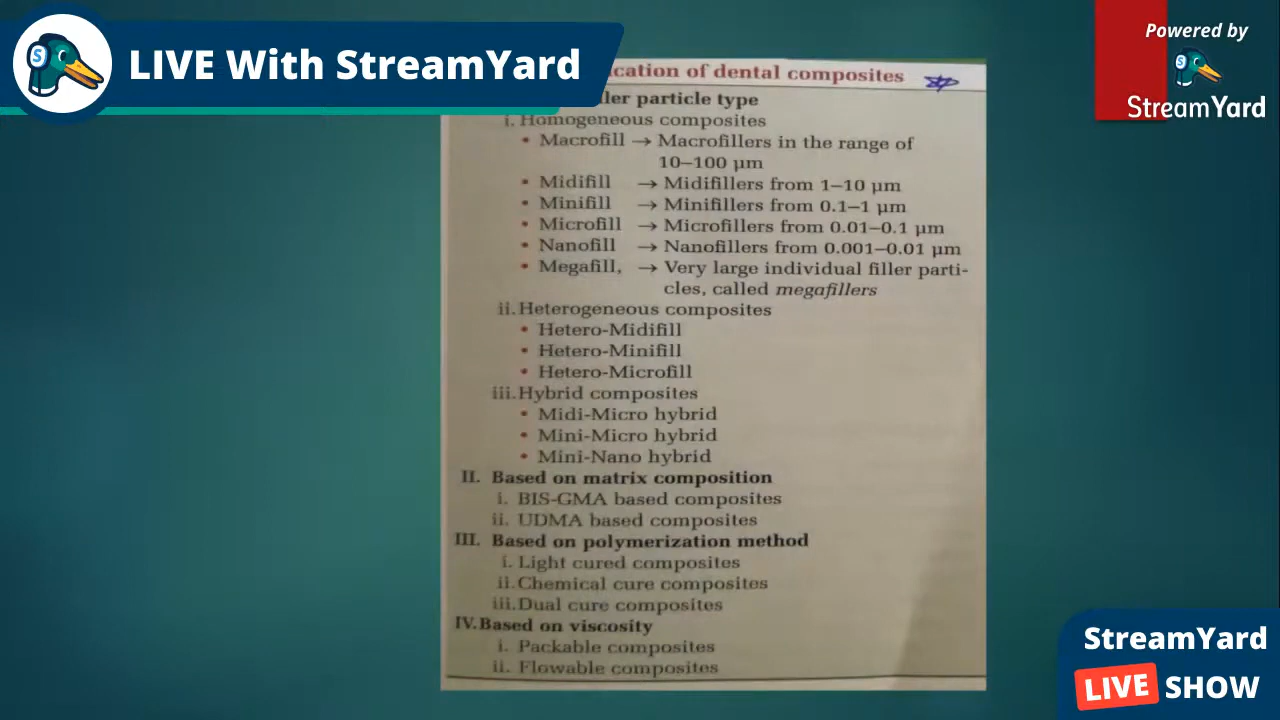 LIVE With StreamYard
Powered by
StreamYard
of dental composites
particle type
i. Homogeneous composites
• Macrofill → Macrofillers in the range of
10–100 µm
• Midifill → Midifillers from 1–10 µm
• Minifill → Minifillers from 0.1–1 µm
• Microfill → Microfillers from 0.01–0.1 µm
• Nanofill → Nanofillers from 0.001–0.01 µm
• Megafill, → Very large individual filler parti-
cles, called megafillers
ii. Heterogeneous composites
• Hetero-Midifill
• Hetero-Minifill
• Hetero-Microfill
iii. Hybrid composites
• Midi-Micro hybrid
• Mini-Micro hybrid
• Mini-Nano hybrid
II. Based on matrix composition
i. BIS-GMA based composites
ii. UDMA based composites
III. Based on polymerization method
i. Light cured composites
ii. Chemical cure composites
iii. Dual cure composites
IV. Based on viscosity
i. Packable composites
ii. Flowable composites
StreamYard
LIVE SHOW